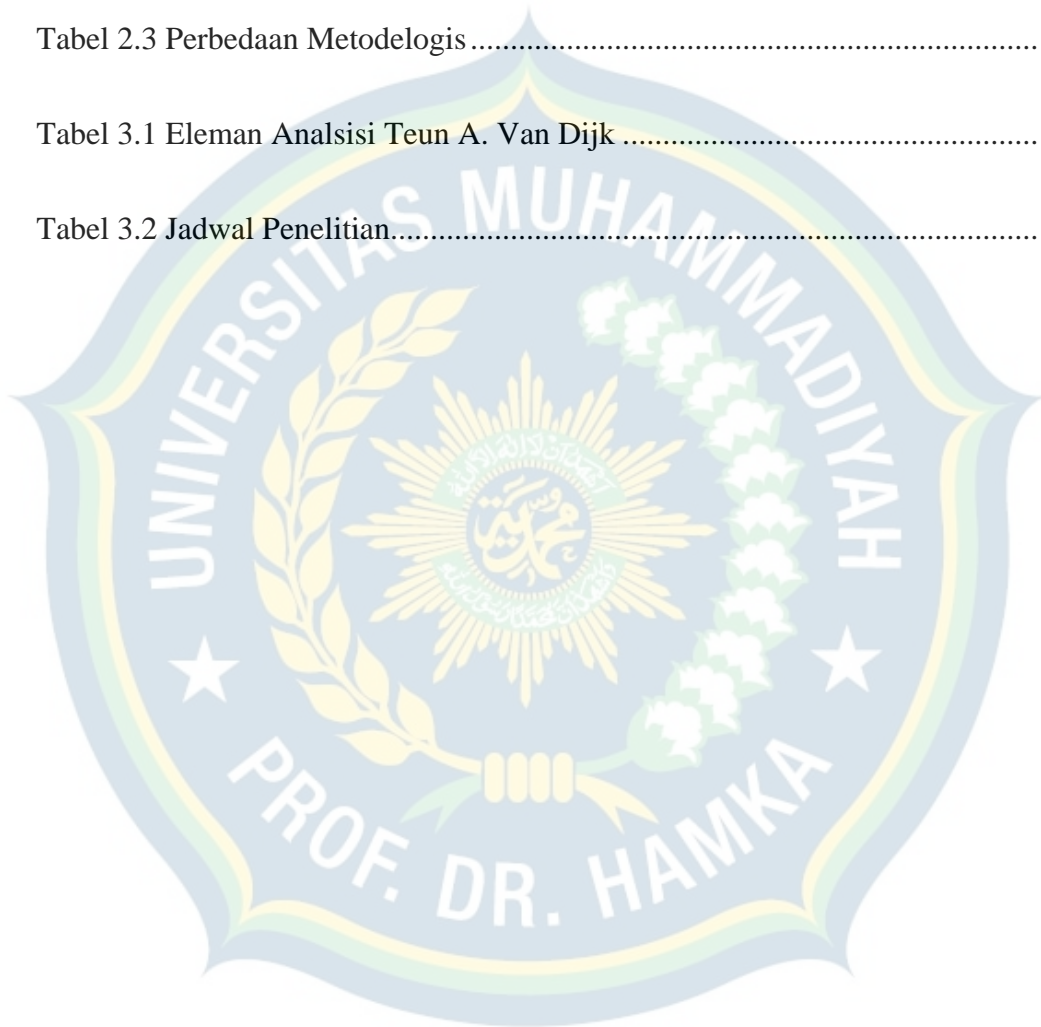 Tabel 2.3 Perbedaan Metodelogis.......................................................................
Tabel 3.1 Eleman Analsisi Teun A. Van Dijk ....................................................
Tabel 3.2 Jadwal Penelitian.................................................................................
UNIVERSITAS MUHAMMADIYAH
PROF. DR. HAMKA